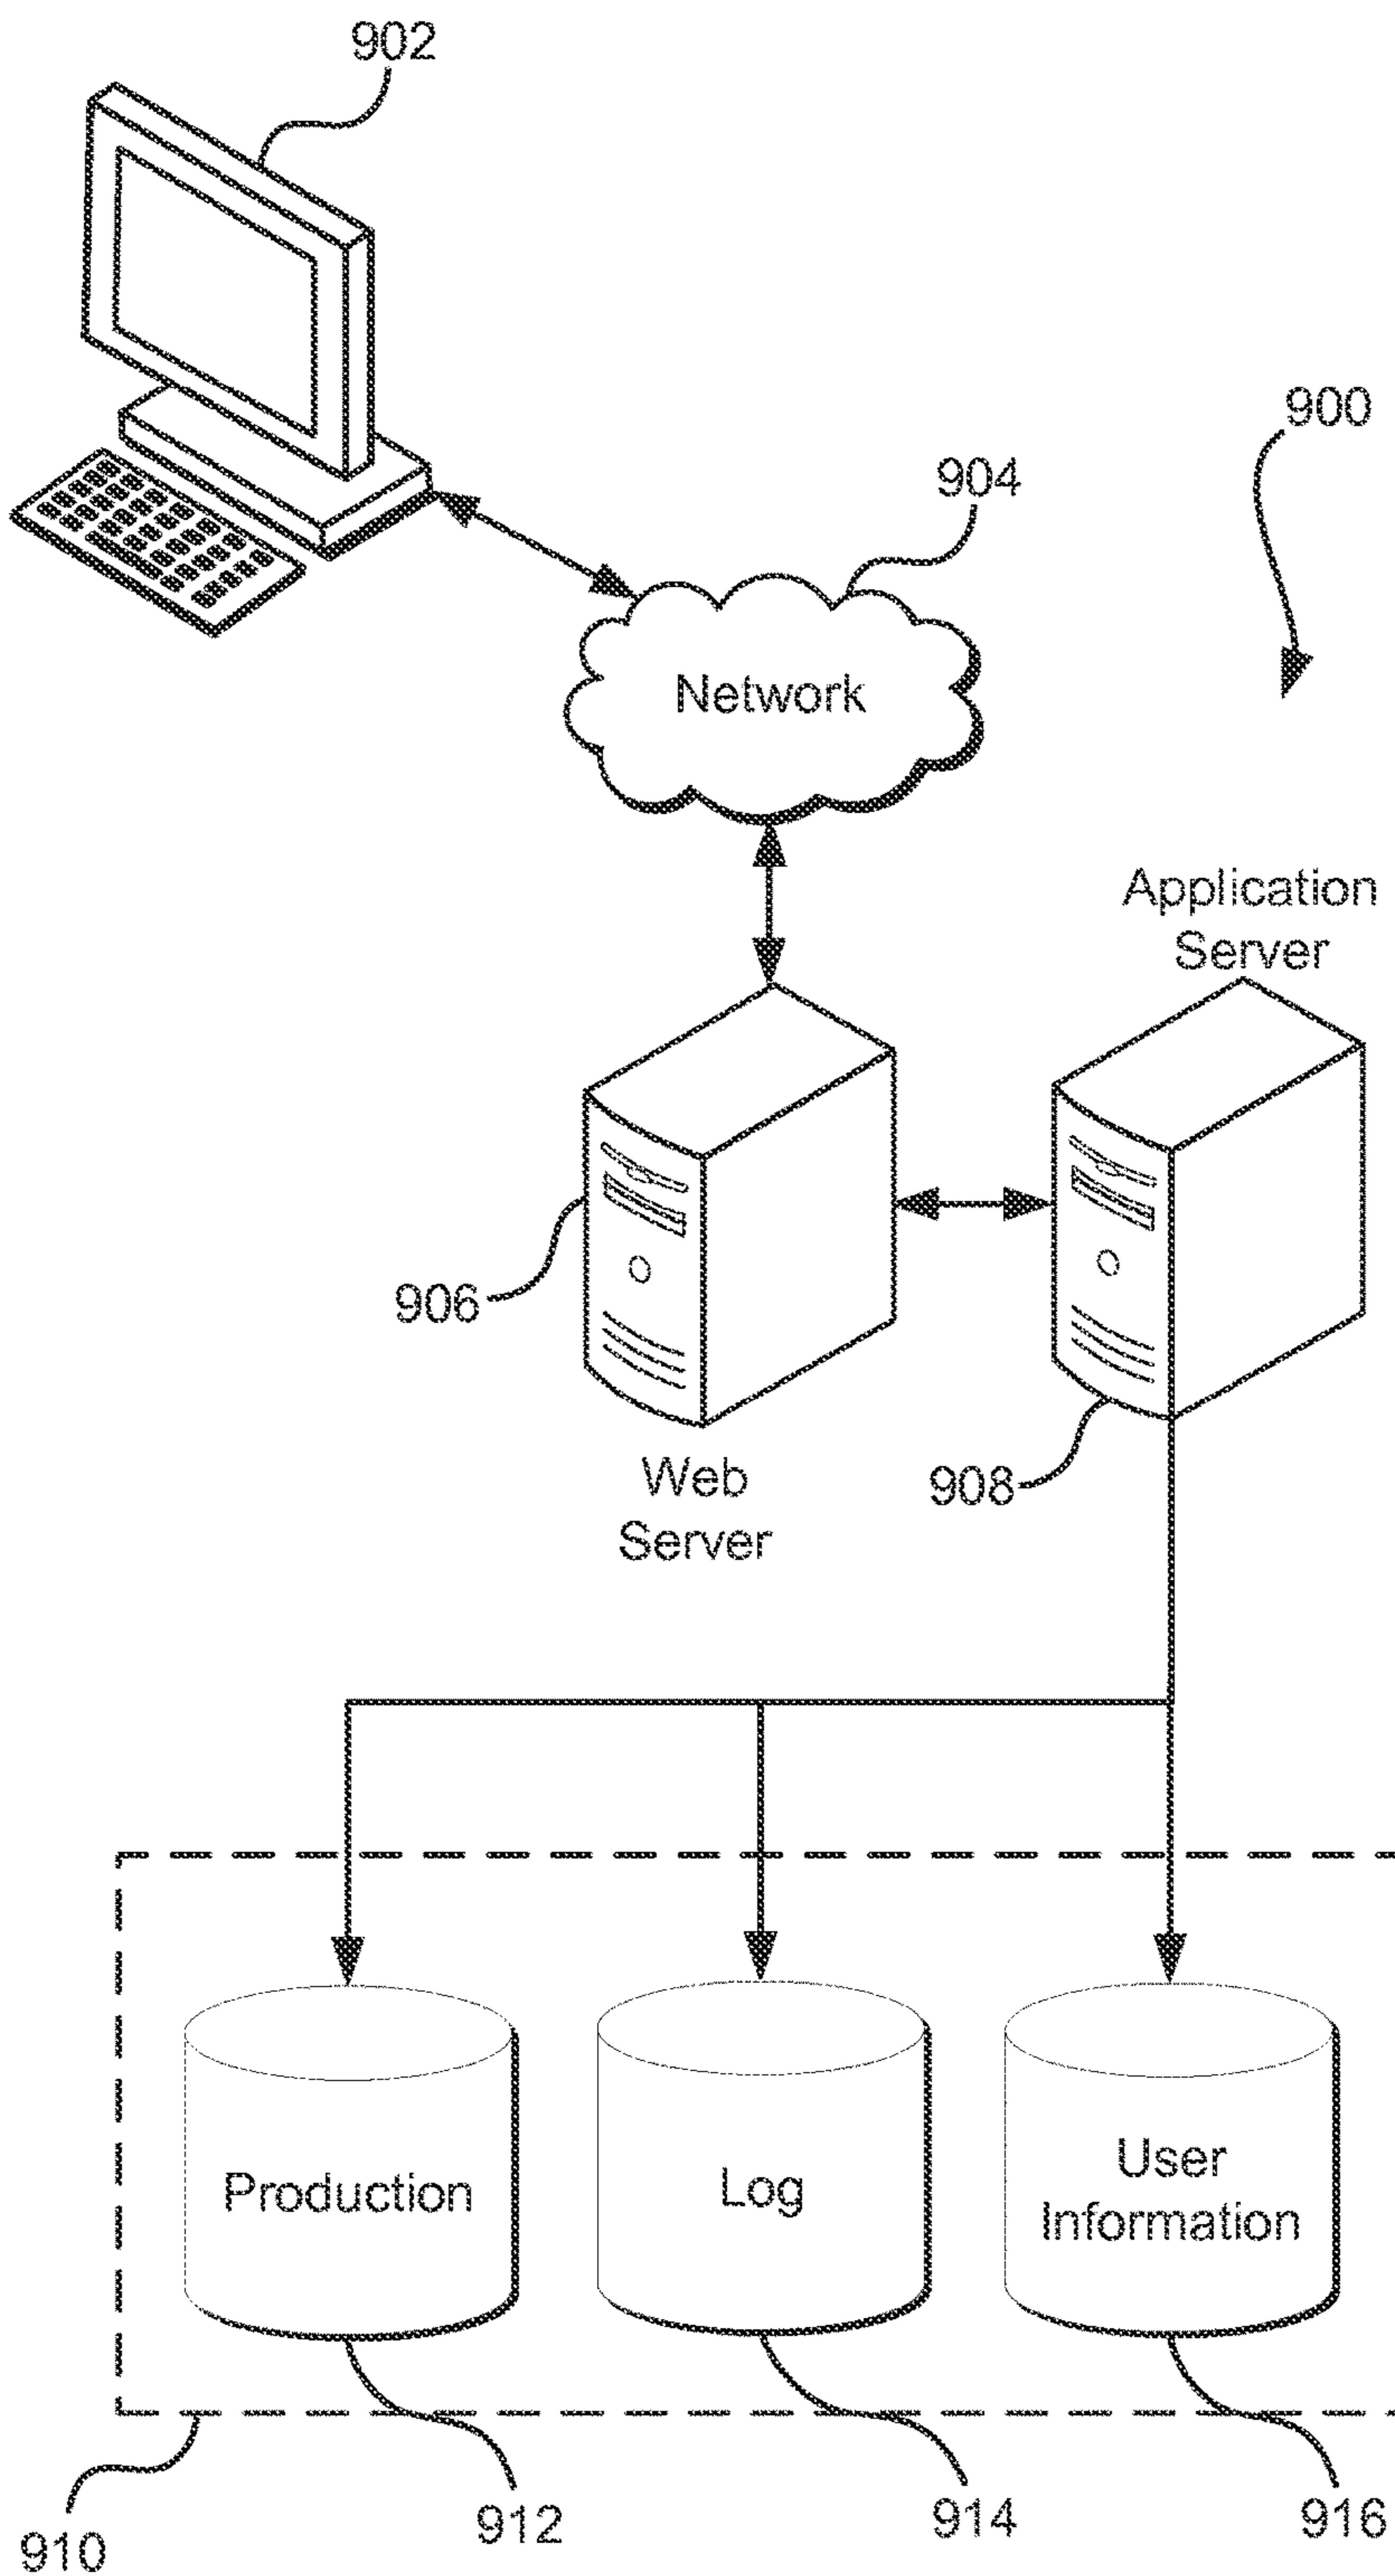 902
900
904
Network
Application
Server
906
908
Web
Server
Production
Log
User
Information
910
912
914
916